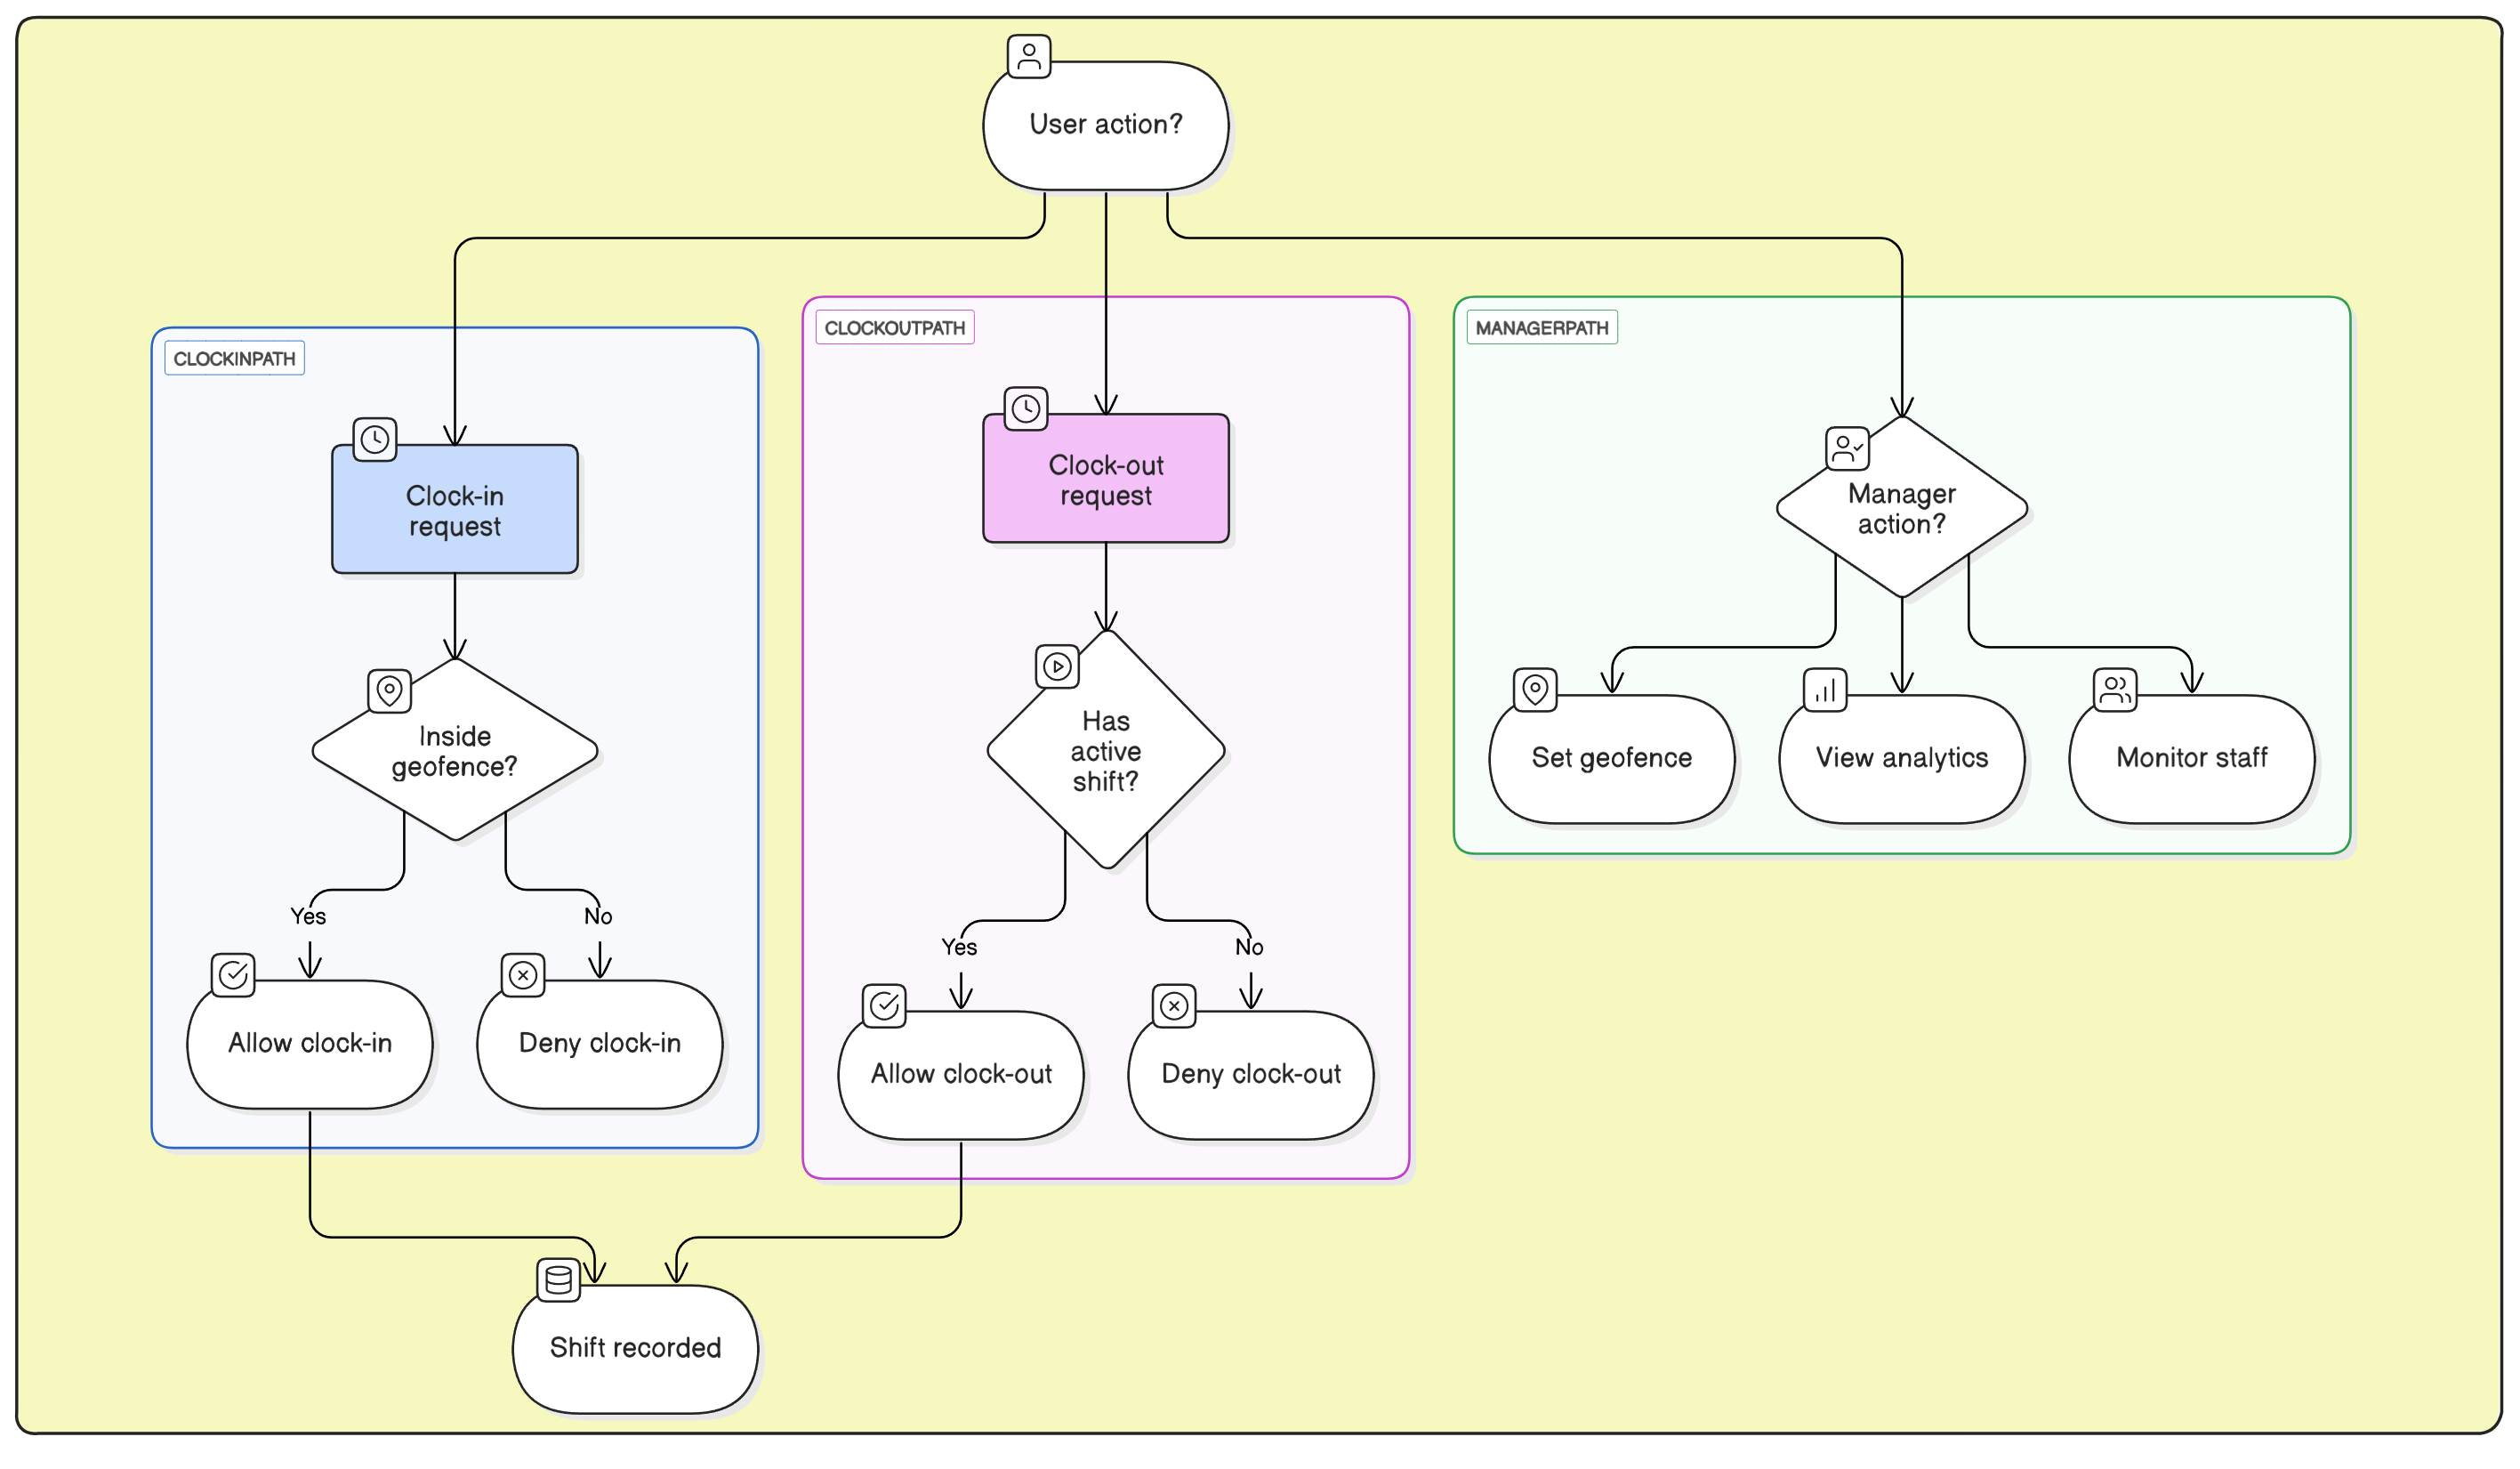 User action?
CLOCKINPATH
Clock-in
request
Inside
geofence?
Yes
No
Allow clock-in
Deny clock-in
CLOCKOUTPATH
Clock-out
request
Has
active
shift?
Yes
No
Allow clock-out
Deny clock-out
MANAGERPATH
Manager
action?
Set geofence
View analytics
Monitor staff
Shift recorded